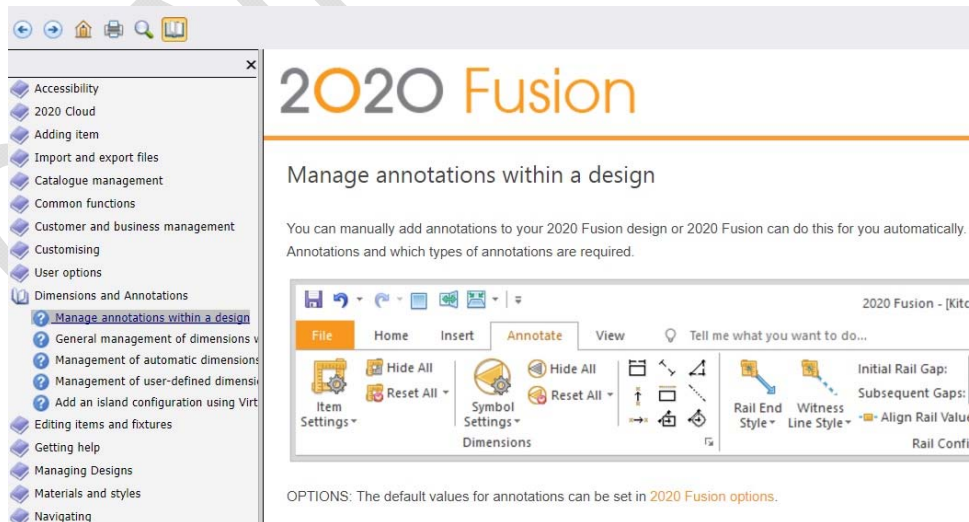 Accessibility
2020 Cloud
Adding item
Import and export files
Catalogue management
Common functions
Customer and business management
Customising
User options
Dimensions and Annotations
Manage annotations within a design
General management of dimensions
Management of automatic dimensions
Management of user-defined dimensi
Add an island configuration using Virt
Editing items and fixtures
Getting help
Managing Designs
Materials and styles
Navigating
2020 Fusion
Manage annotations within a design
You can manually add annotations to your 2020 Fusion design or 2020 Fusion can do this for you automatically.
Annotations and which types of annotations are required.
2020 Fusion - [Kitc
File Home Insert Annotate View Tell me what you want to do...
Item Settings
Hide All
Reset All
Symbol Settings
Hide All
Reset All
Dimensions
Rail End Style
Witness Line Style
Initial Rail Gap:
Subsequent Gaps:
Align Rail Value
Rail Confi
OPTIONS: The default values for annotations can be set in 2020 Fusion options.